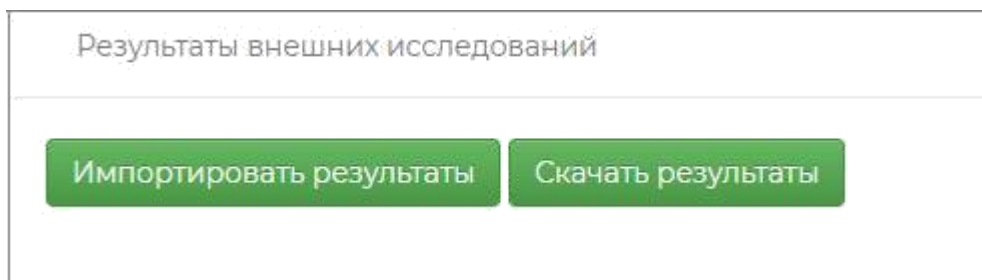 Результаты внешних исследований
Импортировать результаты Скачать результаты